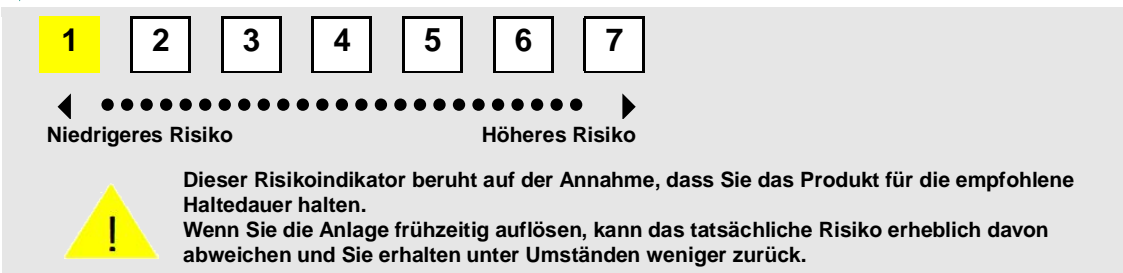 1 2 3 4 5 6 7
Niedrigeres Risiko Höheres Risiko
Dieser Risikoindikator beruht auf der Annahme, dass Sie das Produkt für die empfohlene
Haltedauer halten.
Wenn Sie die Anlage frühzeitig auflösen, kann das tatsächliche Risiko erheblich davon
abweichen und Sie erhalten unter Umständen weniger zurück.
!